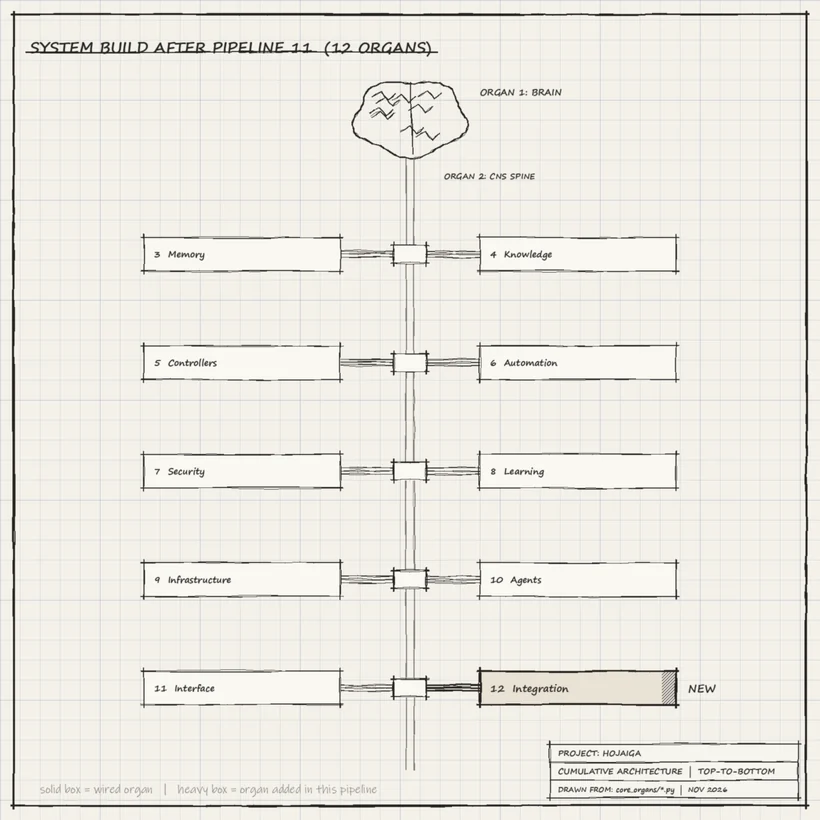 SYSTEM BUILD AFTER PIPELINE 11 (12 ORGANS)
ORGAN 1: BRAIN
ORGAN 2: CNS SPINE
3 Memory
4 Knowledge
5 Controllers
6 Automation
7 Security
8 Learning
9 Infrastructure
10 Agents
11 Interface
12 Integration
NEW
PROJECT: HOJAIGA
CUMULATIVE ARCHITECTURE | TOP-TO-BOTTOM
DRAWN FROM: core_organs/*.py | NOV 2026
solid box = wired organ | heavy box = organ added in this pipeline